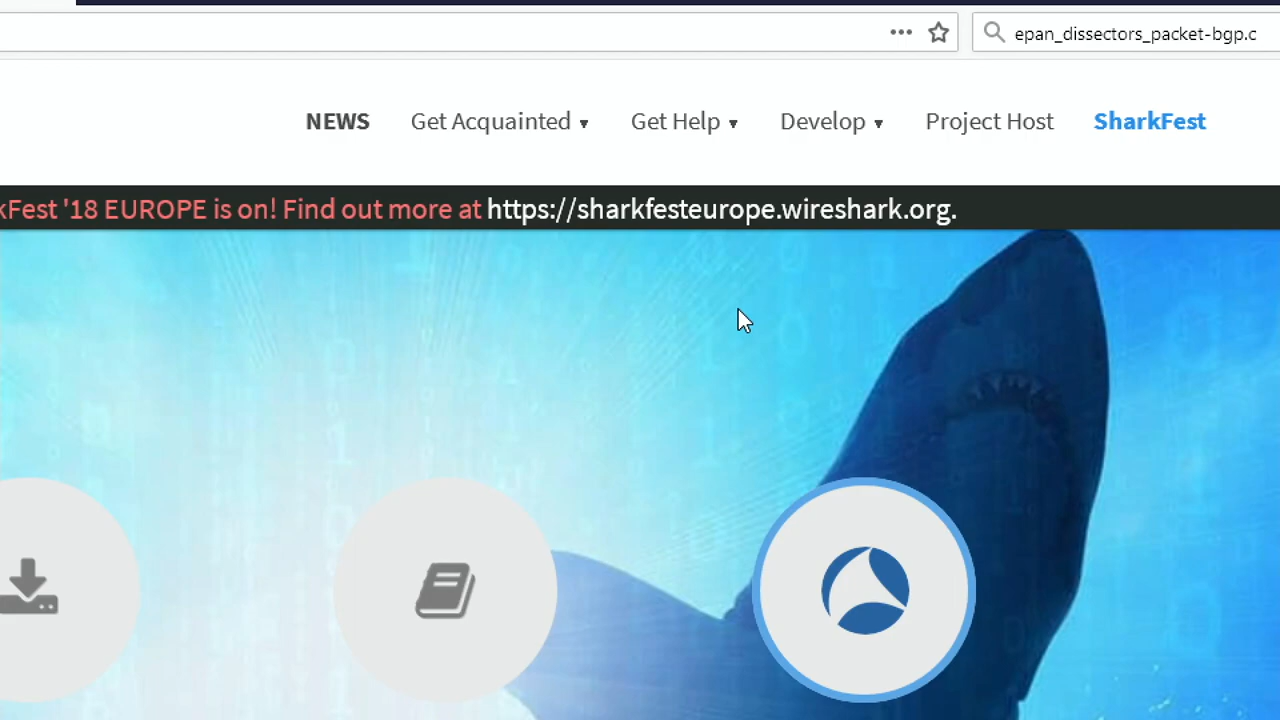 epan_dissectors_packet-bgp.c
NEWS Get Acquainted ▾ Get Help ▾ Develop ▾ Project Host SharkFest
kFest '18 EUROPE is on! Find out more at https://sharkfesteurope.wireshark.org.